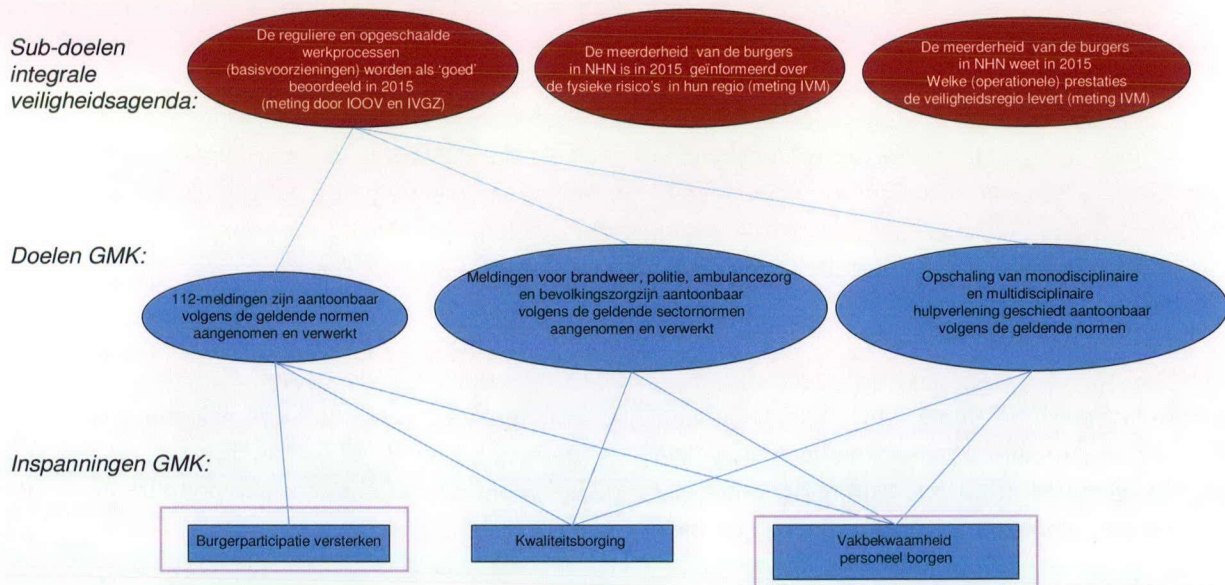 Sub-doelen
integrale
veiligheidsagenda:
De reguliere en opgeschaalde
werkprocessen
(basisvoorzieningen) worden als 'goed'
beoordeeld in 2015
(meting door IOOV en IVGZ)
De meerderheid van de burgers
in NHN is in 2015 geïnformeerd over
de fysieke risico's in hun regio (meting IVM)
De meerderheid van de burgers
in NHN weet in 2015
Welke (operationele) prestaties
de veiligheidsregio levert (meting IVM)
Doelen GMK:
112-meldingen zijn aantoonbaar
volgens de geldende normen
aangenomen en verwerkt
Meldingen voor brandweer, politie, ambulancezorg
en bevolkingszorgzijn aantoonbaar
volgens de geldende sectornormen
aangenomen en verwerkt
Opschaling van monodisciplinaire
en multidisciplinaire
hulpverlening geschiedt aantoonbaar
volgens de geldende normen
Inspanningen GMK:
Burgerparticipatie versterken
Kwaliteitsborging
Vakbekwaamheid
personeel borgen